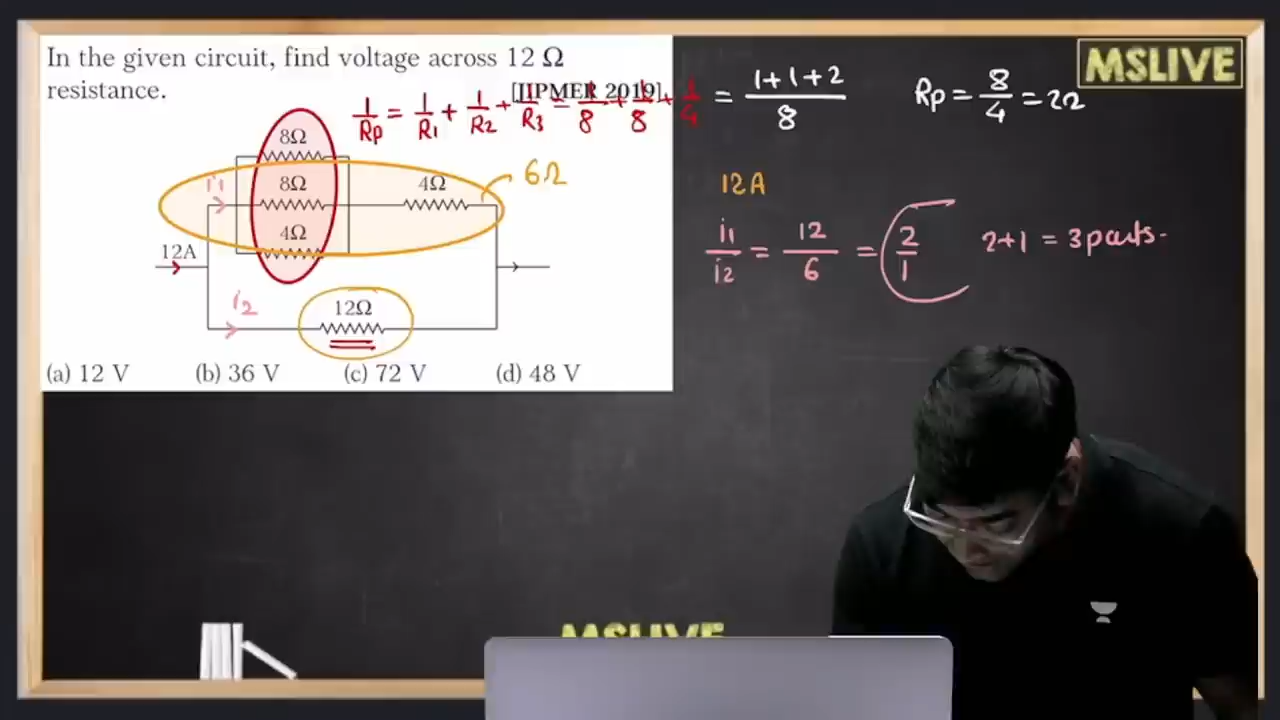 In the given circuit, find voltage across 12 Ω
resistance.
[JIPMER 2019]
1/Rp = 1/R1 + 1/R2 + 1/R3 = 1/8 + 1/8 + 1/4 = 1+1+2/8
Rp = 8/4 = 2Ω
MSLIVE
8Ω
i1
8Ω
4Ω
6Ω
4Ω
12A
i2
12Ω
(a) 12 V (b) 36 V (c) 72 V (d) 48 V
12A
i1/i2 = 12/6 = 2/1
2+1 = 3parts.
MSLIVE